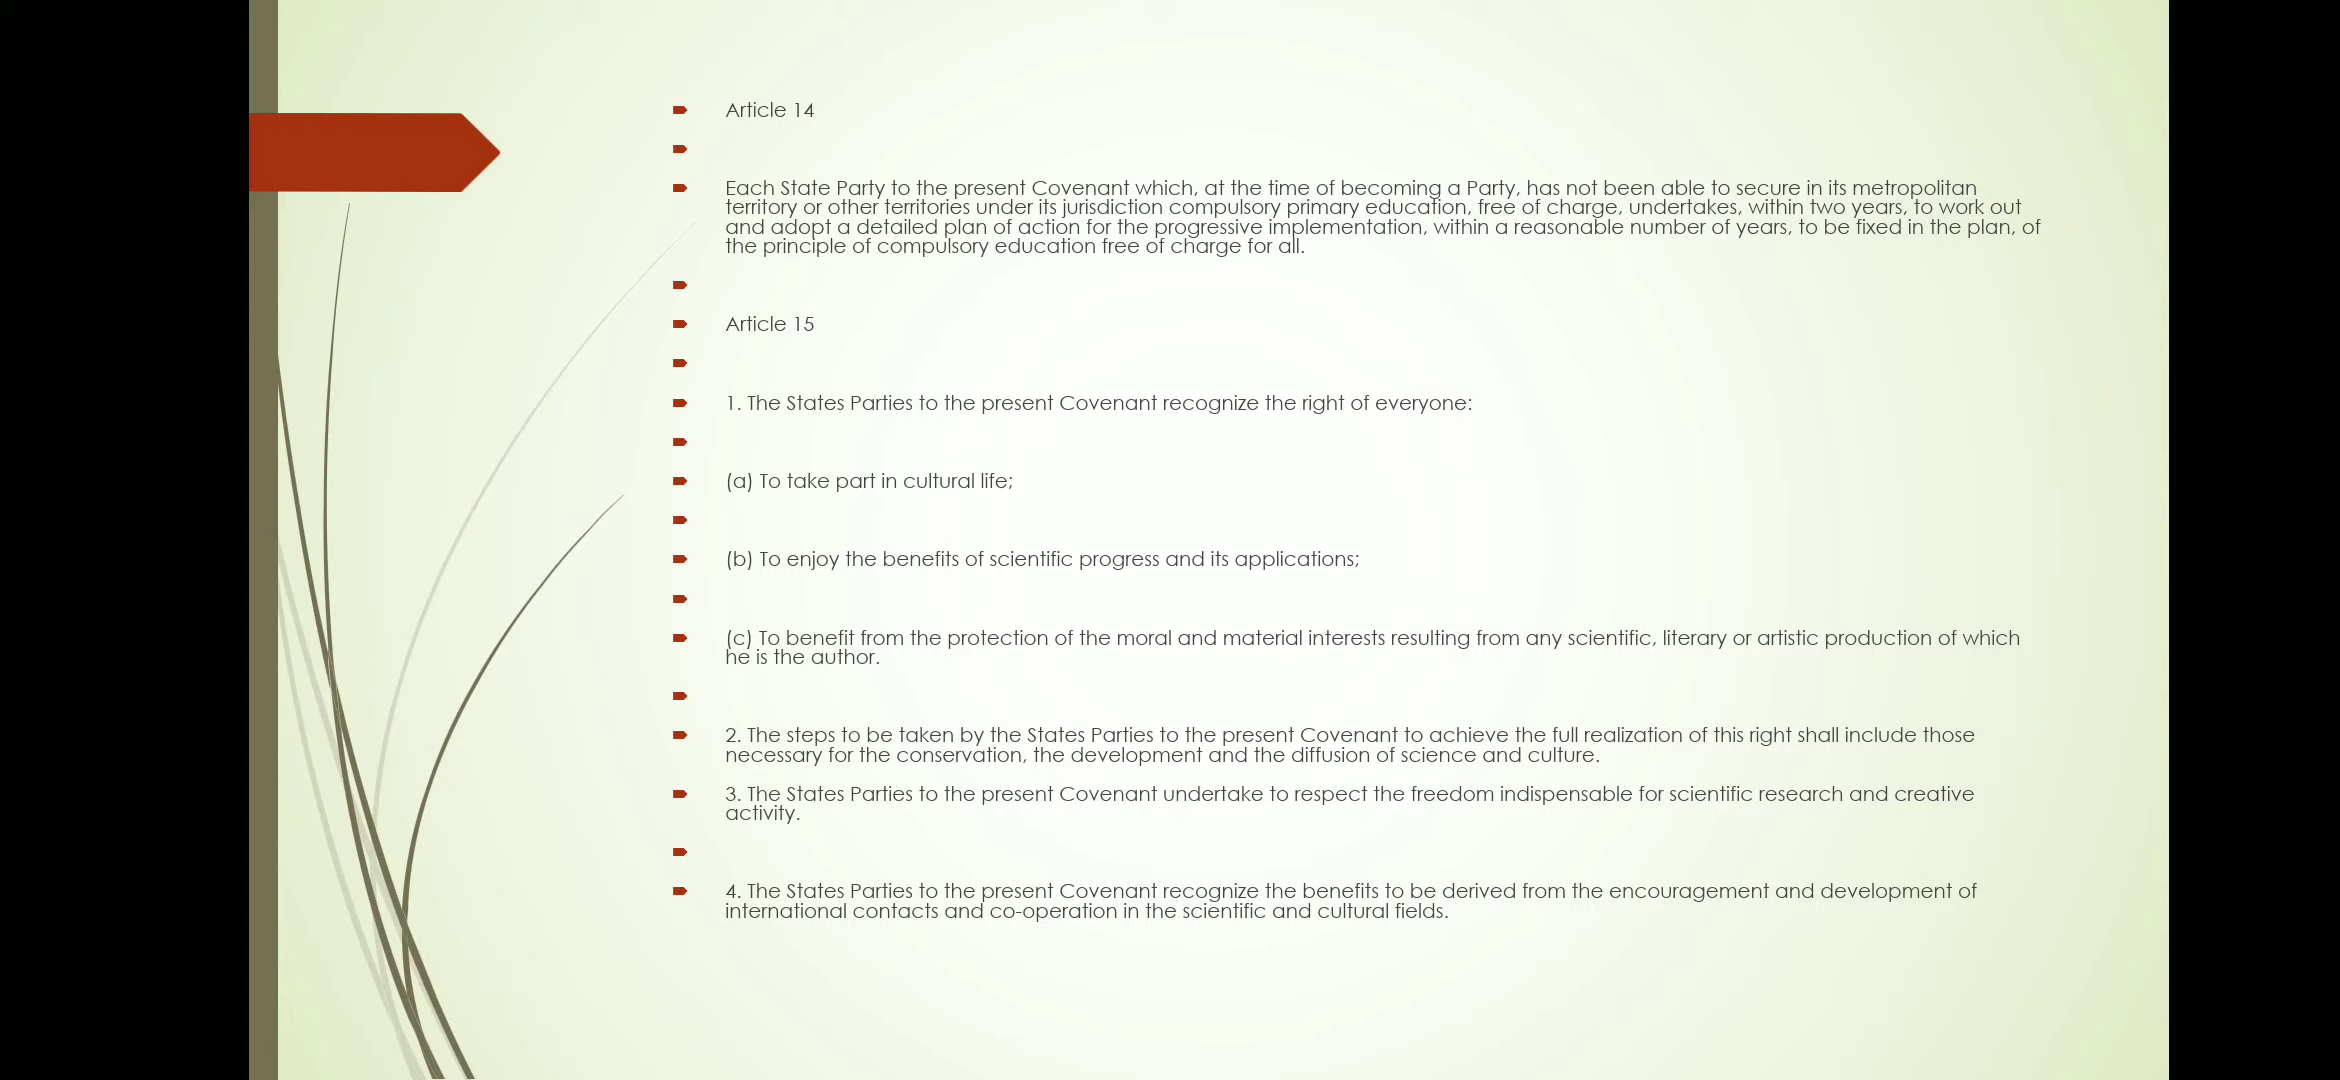 Article 14
Each State Party to the present Covenant which, at the time of becoming a Party, has not been able to secure in its metropolitan
territory or other territories under its jurisdiction compulsory primary education, free of charge, undertakes, within two years, to work out
and adopt a detailed plan of action for the progressive implementation, within a reasonable number of years, to be fixed in the plan, of
the principle of compulsory education free of charge for all.
Article 15
1. The States Parties to the present Covenant recognize the right of everyone:
(a) To take part in cultural life;
(b) To enjoy the benefits of scientific progress and its applications;
(c) To benefit from the protection of the moral and material interests resulting from any scientific, literary or artistic production of which
he is the author.
2. The steps to be taken by the States Parties to the present Covenant to achieve the full realization of this right shall include those
necessary for the conservation, the development and the diffusion of science and culture.
3. The States Parties to the present Covenant undertake to respect the freedom indispensable for scientific research and creative
activity.
4. The States Parties to the present Covenant recognize the benefits to be derived from the encouragement and development of
international contacts and co-operation in the scientific and cultural fields.